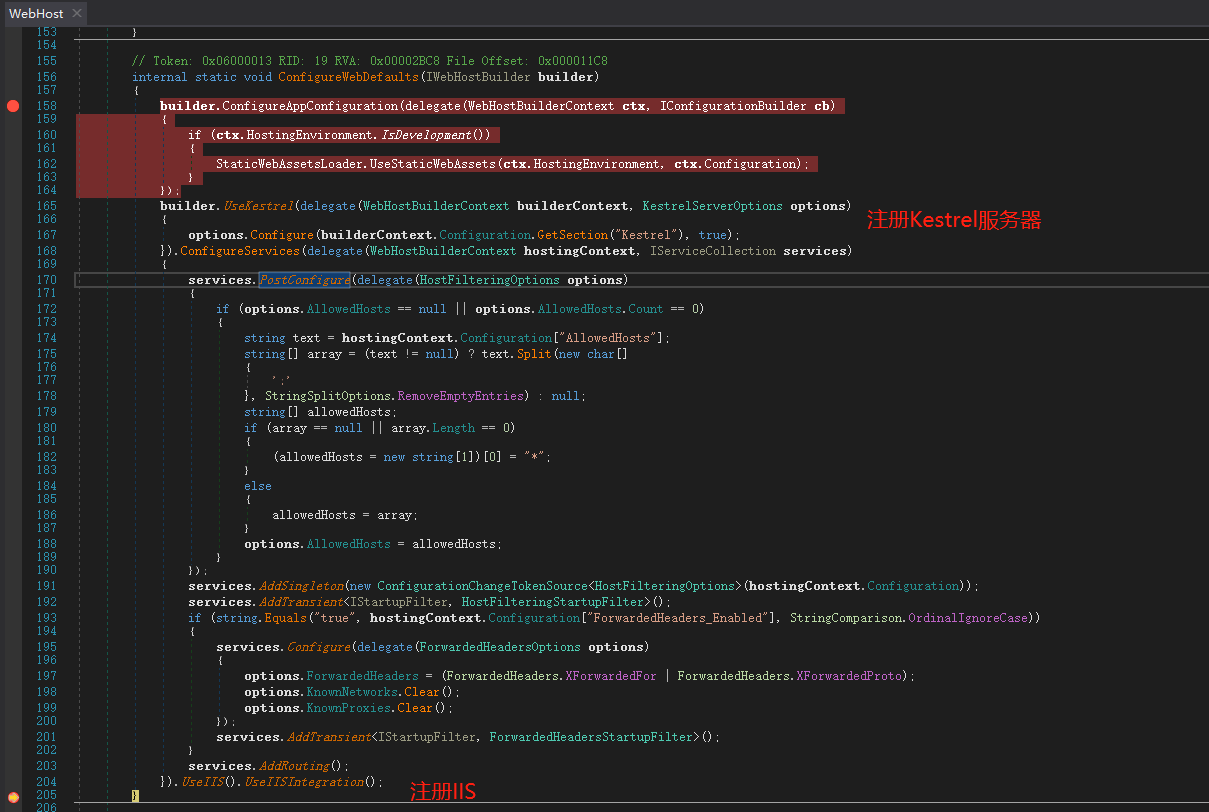 WebHost
153 }
154
155 // Token: 0x06000013 RID: 19 RVA: 0x00002BC8 File Offset: 0x000011C8
156 internal static void ConfigureWebDefaults(IWebHostBuilder builder)
157 {
158 builder.ConfigureAppConfiguration(delegate(WebHostBuilderContext ctx, IConfigurationBuilder cb)
159 {
160 if (ctx.HostingEnvironment.IsDevelopment())
161 {
162 StaticWebAssetsLoader.UseStaticWebAssets(ctx.HostingEnvironment, ctx.Configuration);
163 }
164 });
165 builder.UseKestrel(delegate(WebHostBuilderContext builderContext, KestrelServerOptions options)
166 {
注册Kestrel服务器
167 options.Configure(builderContext.Configuration.GetSection("Kestrel"), true);
168 }).ConfigureServices(delegate(WebHostBuilderContext hostingContext, IServiceCollection services)
169 {
170 services.PostConfigure(delegate(HostFilteringOptions options)
171 {
172 if (options.AllowedHosts == null || options.AllowedHosts.Count == 0)
173 {
174 string text = hostingContext.Configuration["AllowedHosts"];
175 string[] array = (text != null) ? text.Split(new char[]
176 {
177 ';'
178 }, StringSplitOptions.RemoveEmptyEntries) : null;
179 string[] allowedHosts;
180 if (array == null || array.Length == 0)
181 {
182 (allowedHosts = new string[1])[0] = "*";
183 }
184 else
185 {
186 allowedHosts = array;
187 }
188 options.AllowedHosts = allowedHosts;
189 }
190 });
191 services.AddSingleton(new ConfigurationChangeTokenSource<HostFilteringOptions>(hostingContext.Configuration));
192 services.AddTransient<IStartupFilter, HostFilteringStartupFilter>();
193 if (string.Equals("true", hostingContext.Configuration["ForwardedHeaders_Enabled"], StringComparison.OrdinalIgnoreCase))
194 {
195 services.Configure(delegate(ForwardedHeadersOptions options)
196 {
197 options.ForwardedHeaders = (ForwardedHeaders.XForwardedFor | ForwardedHeaders.XForwardedProto);
198 options.KnownNetworks.Clear();
199 options.KnownProxies.Clear();
200 });
201 services.AddTransient<IStartupFilter, ForwardedHeadersStartupFilter>();
202 }
203 services.AddRouting();
204 }).UseIIS().UseIISIntegration();
注册IIS
205 }
206